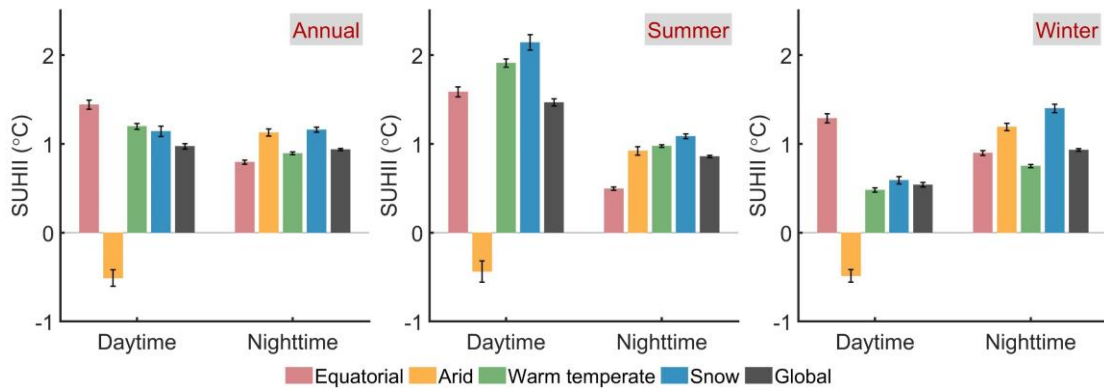 Annual
Summer
Winter
SUHII (°C)
2
1
0
-1
Daytime
Nighttime
SUHII (°C)
2
1
0
-1
Daytime
Nighttime
SUHII (°C)
2
1
0
-1
Daytime
Nighttime
Equatorial Arid Warm temperate Snow Global